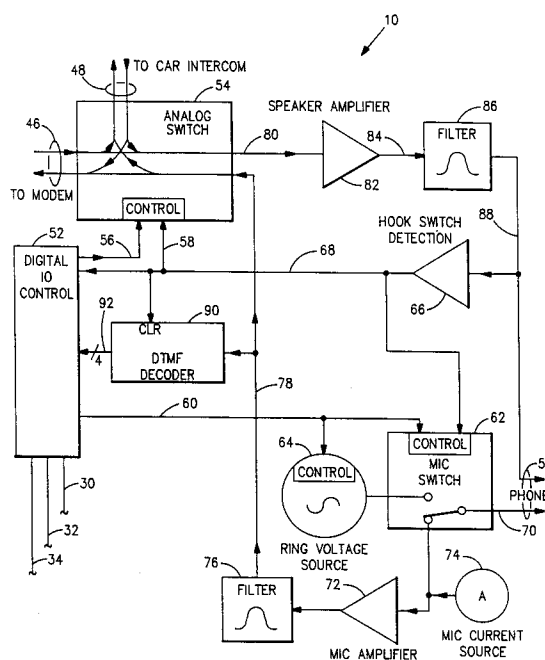 10
TO CAR INTERCOM
48
54
ANALOG
SWITCH
SPEAKER AMPLIFIER
86
46
80
84
FILTER
82
TO MODEM
CONTROL
HOOK SWITCH
DETECTION
88
52
56
58
68
DIGITAL
IO
CONTROL
66
92
90
CLR
4
DTMF
DECODER
78
60
62
64
CONTROL
CONTROL
MIC
SWITCH
PHONE
70
30
32
34
RING VOLTAGE
SOURCE
76
72
74
FILTER
A
MIC AMPLIFIER
MIC CURRENT
SOURCE